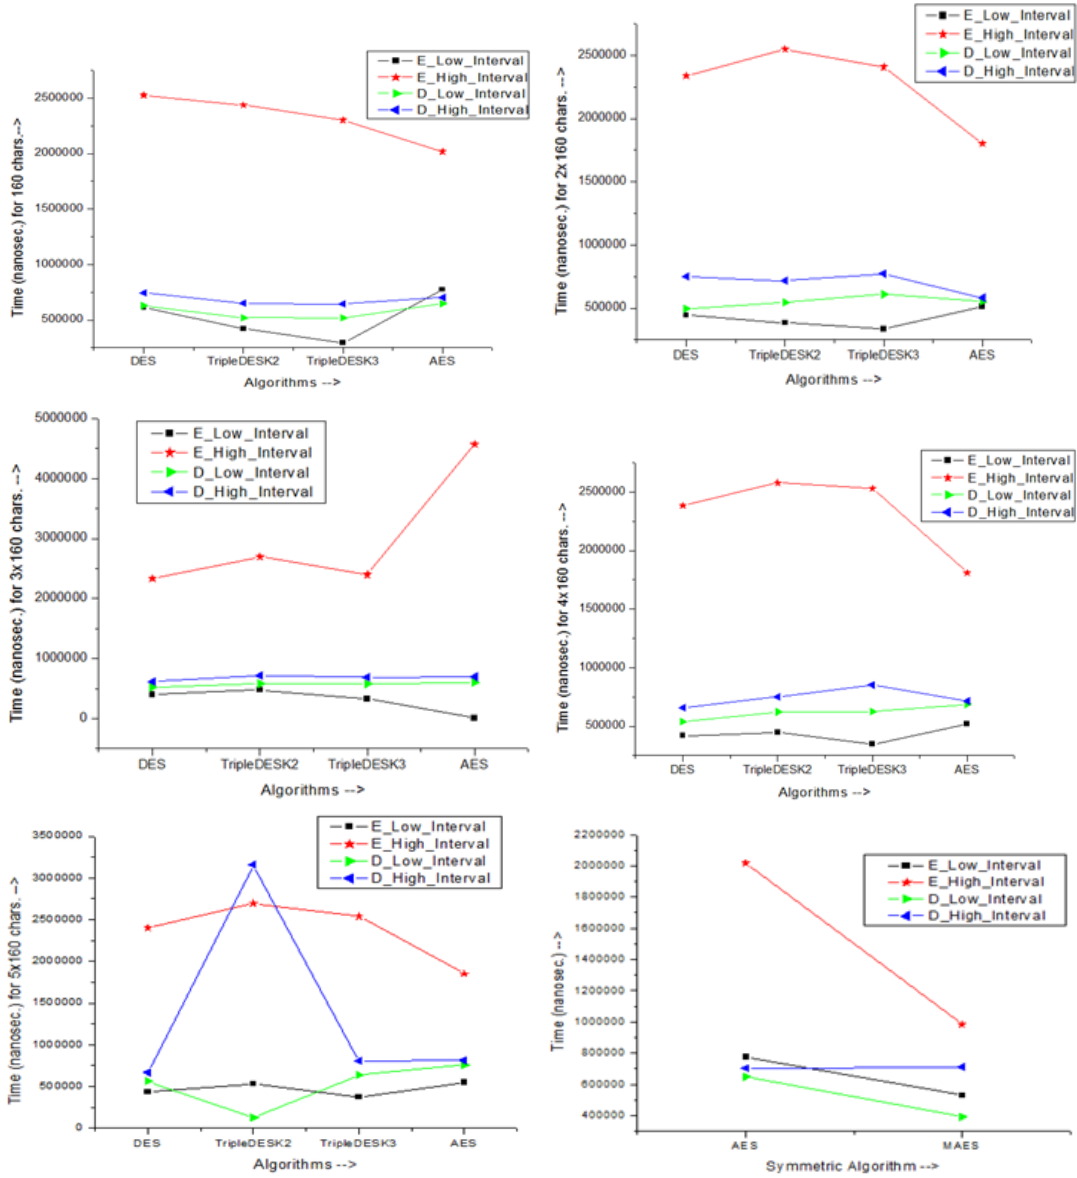 E_Low_Interval
E_High_Interval
D_Low_Interval
D_High_Interval
Time (nanosec.) for 160 chars.-->
2500000
2000000
1500000
1000000
500000
DES
TripleDESK2
TripleDESK3
AES
Algorithms -->
E_Low_Interval
E_High_Interval
D_Low_Interval
D_High_Interval
Time (nanosec.) for 2x160 chars. -->
2500000
2000000
1500000
1000000
500000
DES
TripleDESK2
TripleDESK3
AES
Algorithms -->
E_Low_Interval
E_High_Interval
D_Low_Interval
D_High_Interval
Time (nanosec.) for 3x160 chars. -->
5000000
4000000
3000000
2000000
1000000
0
DES
TripleDESK2
TripleDESK3
AES
Algorithms -->
E_Low_Interval
E_High_Interval
D_Low_Interval
D_High_Interval
Time (nanosec.) for 4x160 chars. -->
2500000
2000000
1500000
1000000
500000
DES
TripleDESK2
TripleDESK3
AES
Algorithms -->
E_Low_Interval
E_High_Interval
D_Low_Interval
D_High_Interval
Time (nanosec.) for 5x160 chars. -->
3500000
3000000
2500000
2000000
1500000
1000000
500000
0
DES
TripleDESK2
TripleDESK3
AES
Algorithms -->
E_Low_Interval
E_High_Interval
D_Low_Interval
D_High_Interval
Time (nanosec.) -->
2200000
2000000
1800000
1600000
1400000
1200000
1000000
800000
600000
400000
AES
MAES
Symmetric Algorithm -->